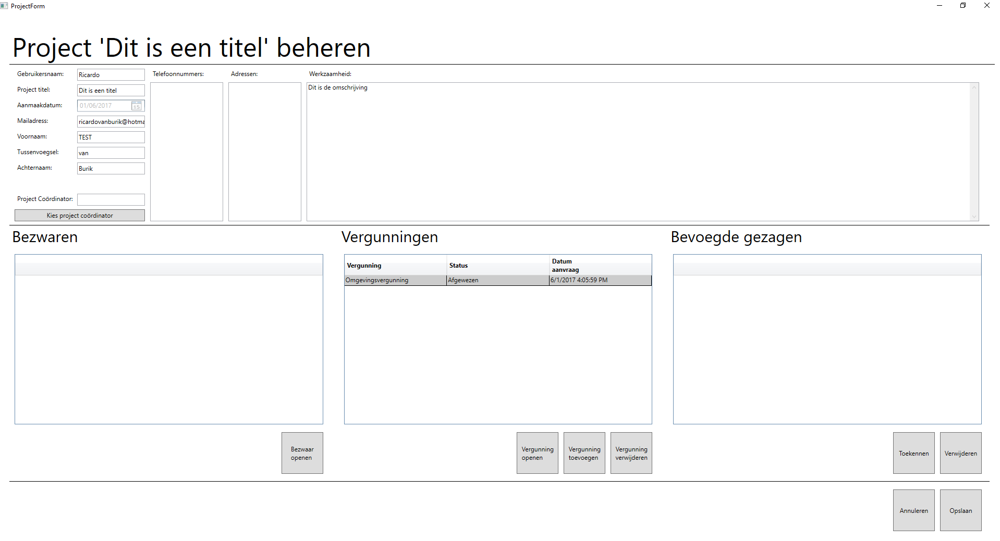 ProjectForm
Project 'Dit is een titel' beheren
Gebruikersnaam:
Ricardo
Telefoonnummers:
Adressen:
Werkzaamheid:
Project titel:
Dit is een titel
Dit is de omschrijving
Aanmaakdatum:
01/06/2017
15
Mailadress:
ricardovanburik@hotma
Voornaam:
TEST
Tussenvoegsel:
van
Achternaam:
Burik
Project Coördinator:
Kies project coördinator
Bezwaren
Vergunningen
Bevoegde gezagen
Vergunning
Status
Datum
aanvraag
Omgevingsvergunning
Afgewezen
6/1/2017 4:05:59 PM
Bezwaar
openen
Vergunning
openen
Vergunning
toevoegen
Vergunning
verwijderen
Toekennen
Verwijderen
Annuleren
Opslaan